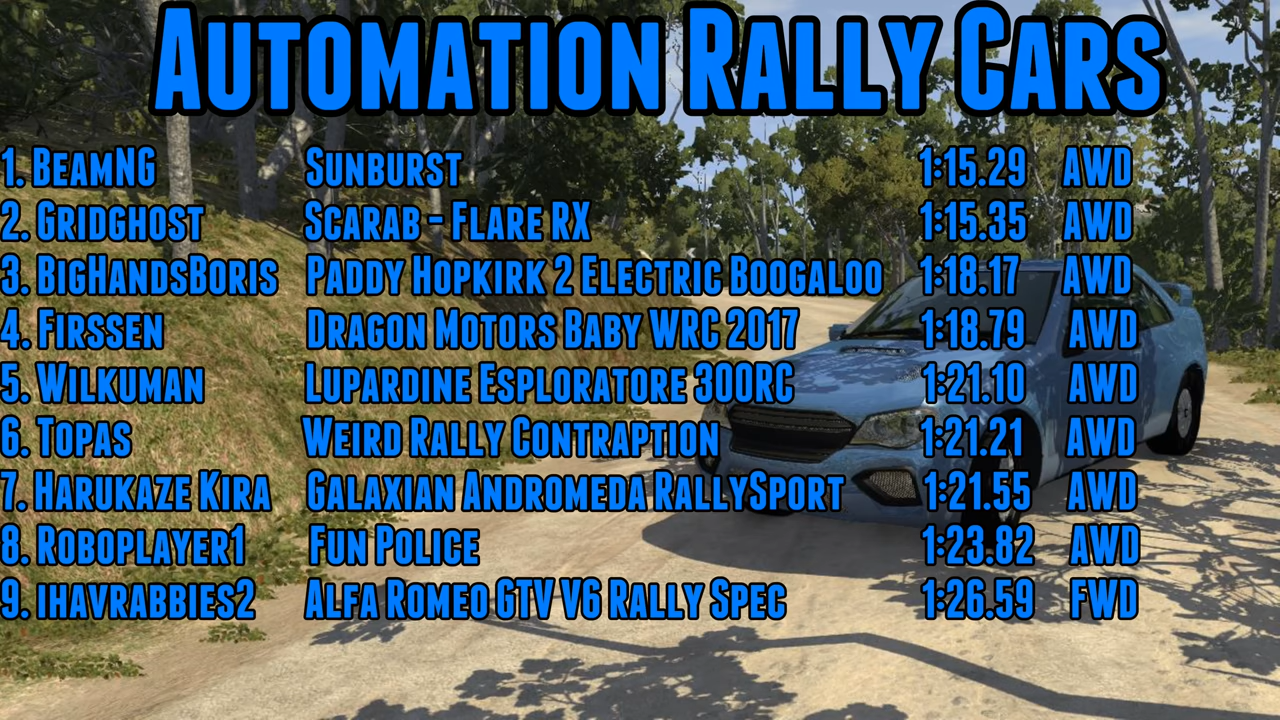 Automation Rally Cars
1. BeamNG Sunburst 1:15.29 AWD
2. Gridghost Scarab - Flare RX 1:15.35 AWD
3. BigHandsBoris Paddy Hopkirk 2 Electric Boogaloo 1:18.17 AWD
4. Firssen Dragon Motors Baby WRC 2017 1:18.79 AWD
5. Wilkuman Lupardine Esploratore 300RC 1:21.10 AWD
6. Topas Weird Rally Contraption 1:21.21 AWD
7. Harukaze Kira Galaxian Andromeda RallySport 1:21.55 AWD
8. Roboplayer1 Fun Police 1:23.82 AWD
9. ihavrabbies2 Alfa Romeo GTV V6 Rally Spec 1:26.59 FWD